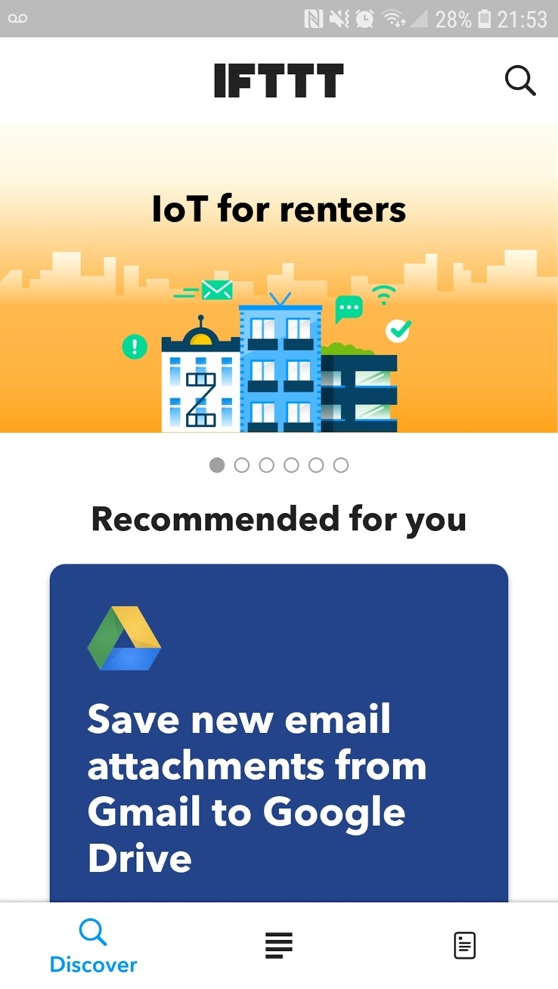 28% 21:53
IFTTT
IoT for renters
Recommended for you
Save new email
attachments from
Gmail to Google
Drive
Discover